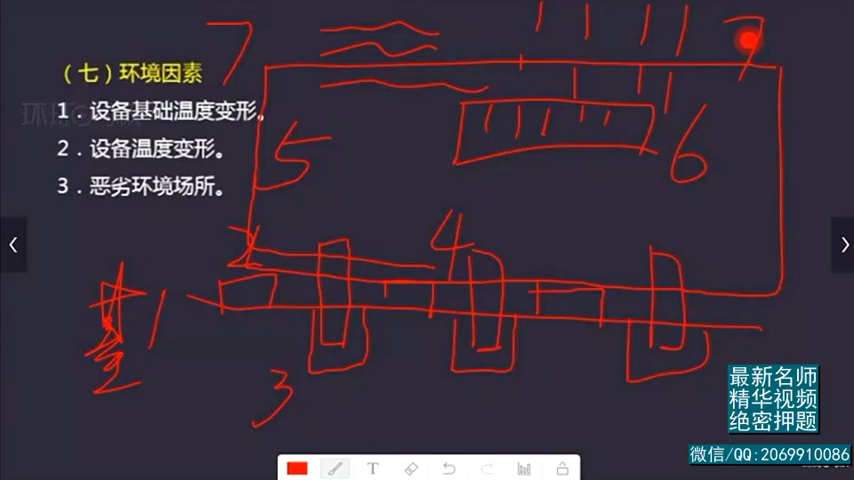 （七）环境因素
1．设备基础温度变形。
2．设备温度变形。
3．恶劣环境场所。
7
7
5
6
2
4
基
1
3
最新名师
精华视频
绝密押题
微信/QQ:2069910086
T